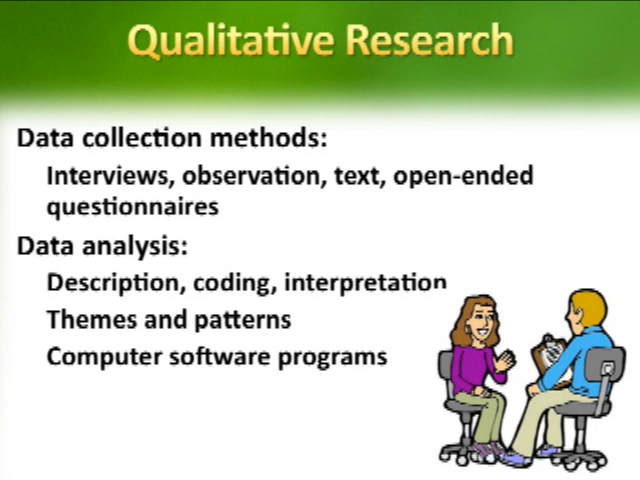 Qualitative Research
Data collection methods:
Interviews, observation, text, open-ended
questionnaires
Data analysis:
Description, coding, interpretation
Themes and patterns
Computer software programs